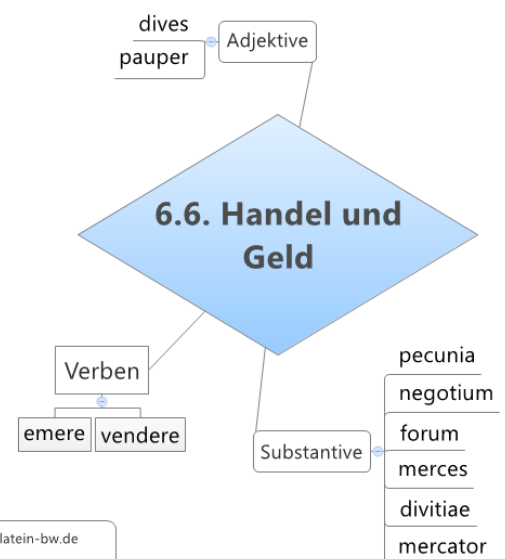 dives
pauper
Adjektive
6.6. Handel und
Geld
Verben
emere
vendere
Substantive
pecunia
negotium
forum
merces
divitiae
mercator
latein-bw.de